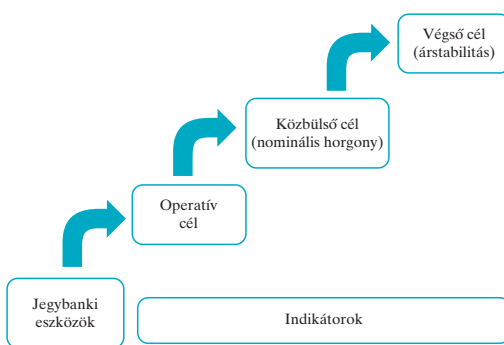 Végső cél
(árstabilitás)
Közbülső cél
(nominális horgony)
Operatív
cél
Jegybanki
eszközök
Indikátorok